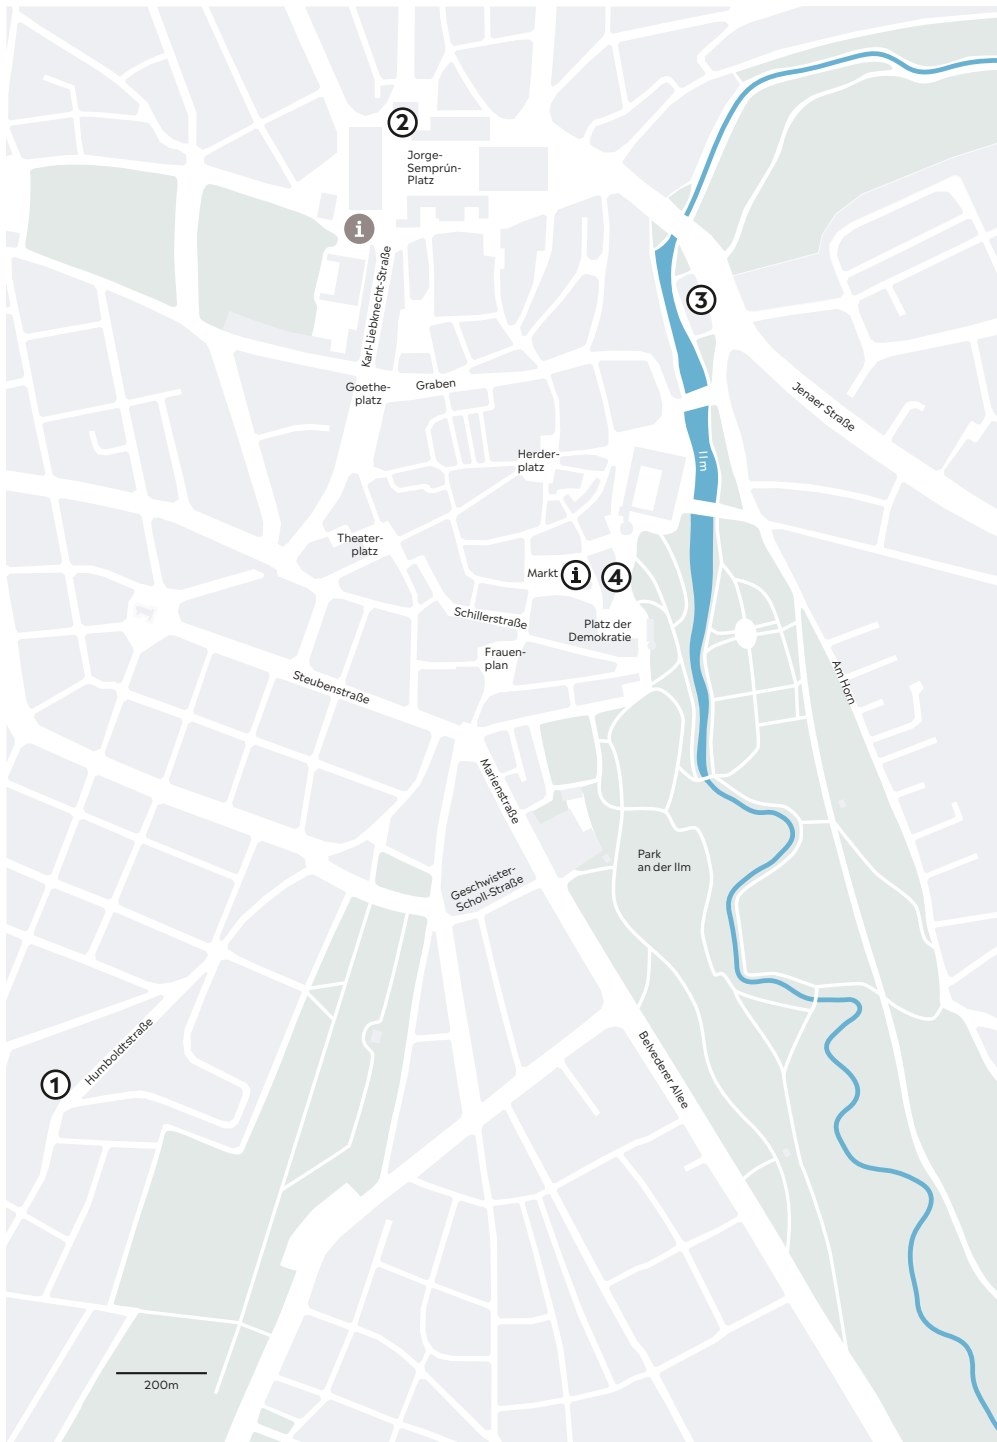 2
Jorge-
Semprún-
Platz
i
Karl-Liebknecht-Straße
3
Goethe-
platz
Graben
Jenaer Straße
Herder-
platz
Ilm
Theater-
platz
Markt
i
4
Schillerstraße
Platz der
Demokratie
Frauen-
plan
Steubenstraße
Am Horn
Marienstraße
Park
an der Ilm
Geschwister-
Scholl-Straße
Humboldtstraße
1
Belvederer Allee
200m